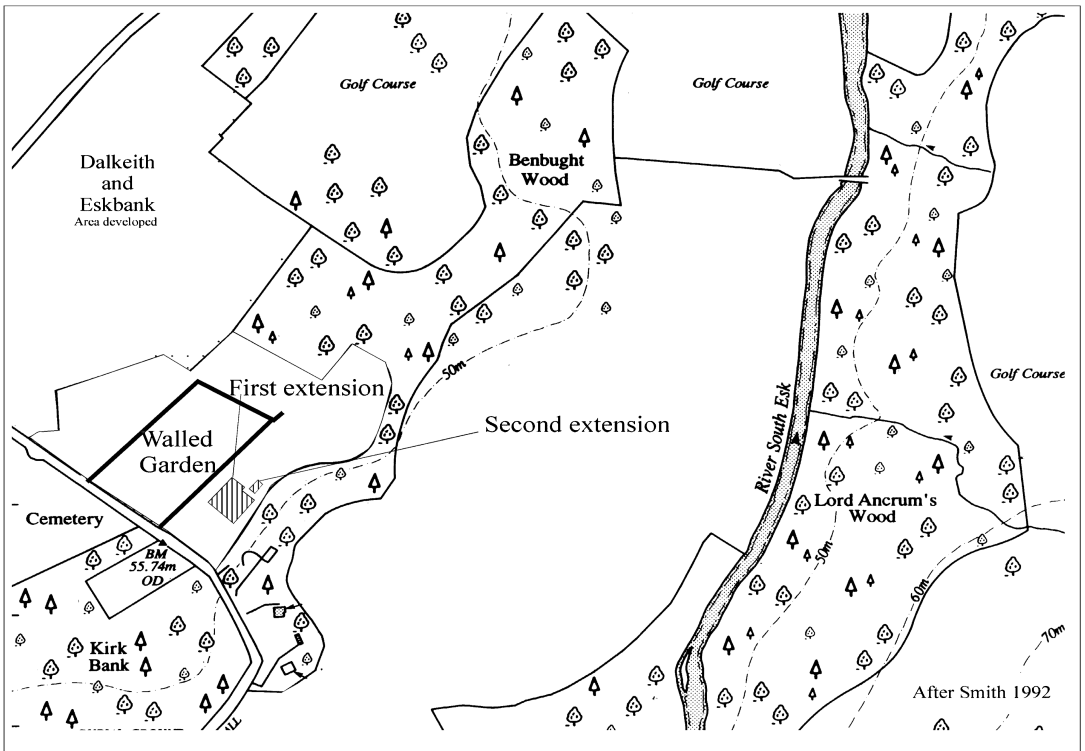 Golf Course
Golf Course
Dalkeith
and
Eskbank
Area developed
Benbught
Wood
50m
Golf Course
First extension
Second extension
Walled
Garden
River South Esk
Cemetery
BM
55.74m
OD
Lord Ancrum's
Wood
50m
60m
70m
Kirk
Bank
After Smith 1992